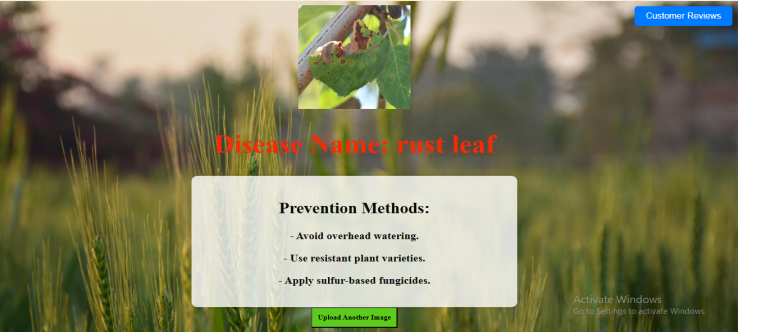 Customer Reviews
Disease Name: rust leaf
Prevention Methods:
- Avoid overhead watering.
- Use resistant plant varieties.
- Apply sulfur-based fungicides.
Activate Windows
Go to Settings to activate Windows.
Upload Another Image